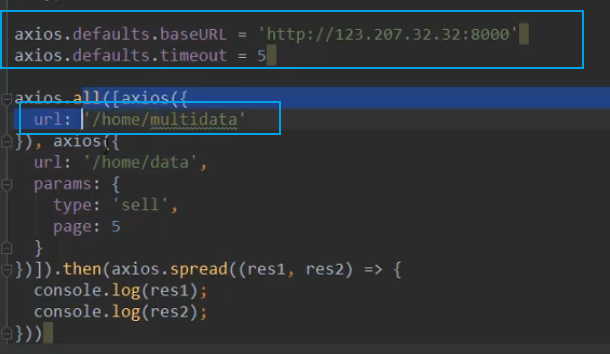 axios.defaults.baseURL = 'http://123.207.32.32:8000'
axios.defaults.timeout = 5
axios.all([axios({
  url: '/home/multidata'
}), axios({
  url: '/home/data',
  params: {
    type: 'sell',
    page: 5
  }
})]).then(axios.spread((res1, res2) => {
  console.log(res1);
  console.log(res2);
}))